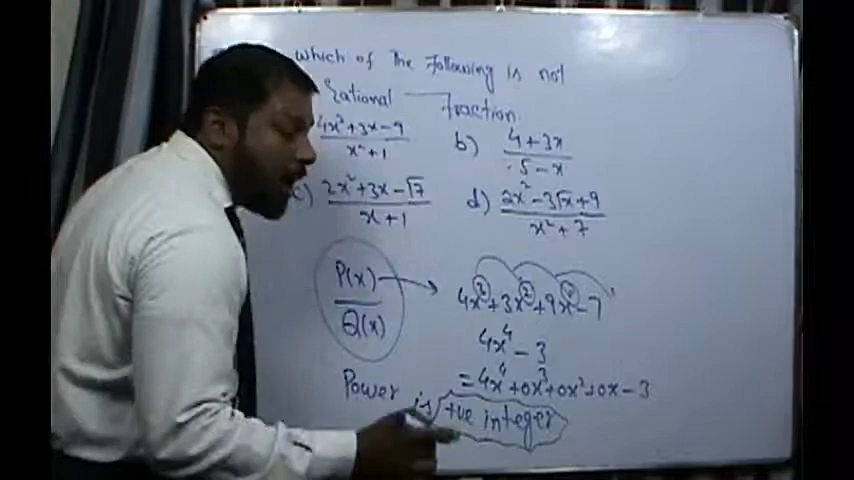 which of the Following is not
rational fraction
4x²+3x-9 / x²+1 b) 4+3x / 5-x
c) 2x²+3x-√7 / x+1 d) 2x²-3√x+9 / x²+7
P(x) / Q(x) → 4x³+3x²+9x-7
4x⁴-3
=4x⁴+0x³+0x²+0x-3
Power is +ve integer